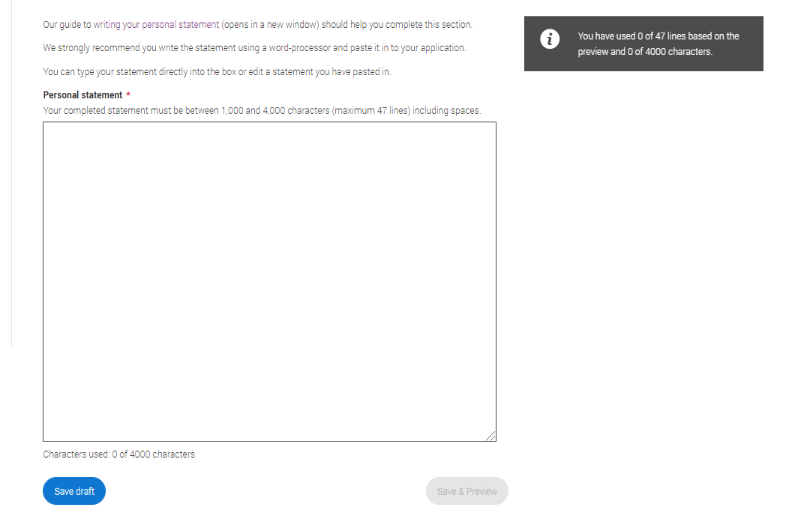 Our guide to writing your personal statement (opens in a new window) should help you complete this section.
We strongly recommend you write the statement using a word-processor and paste it in to your application.
You can type your statement directly into the box or edit a statement you have pasted in.
Personal statement *
Your completed statement must be between 1,000 and 4,000 characters (maximum 47 lines) including spaces.
Characters used: 0 of 4000 characters
Save draft
Save & Preview
You have used 0 of 47 lines based on the
preview and 0 of 4000 characters.